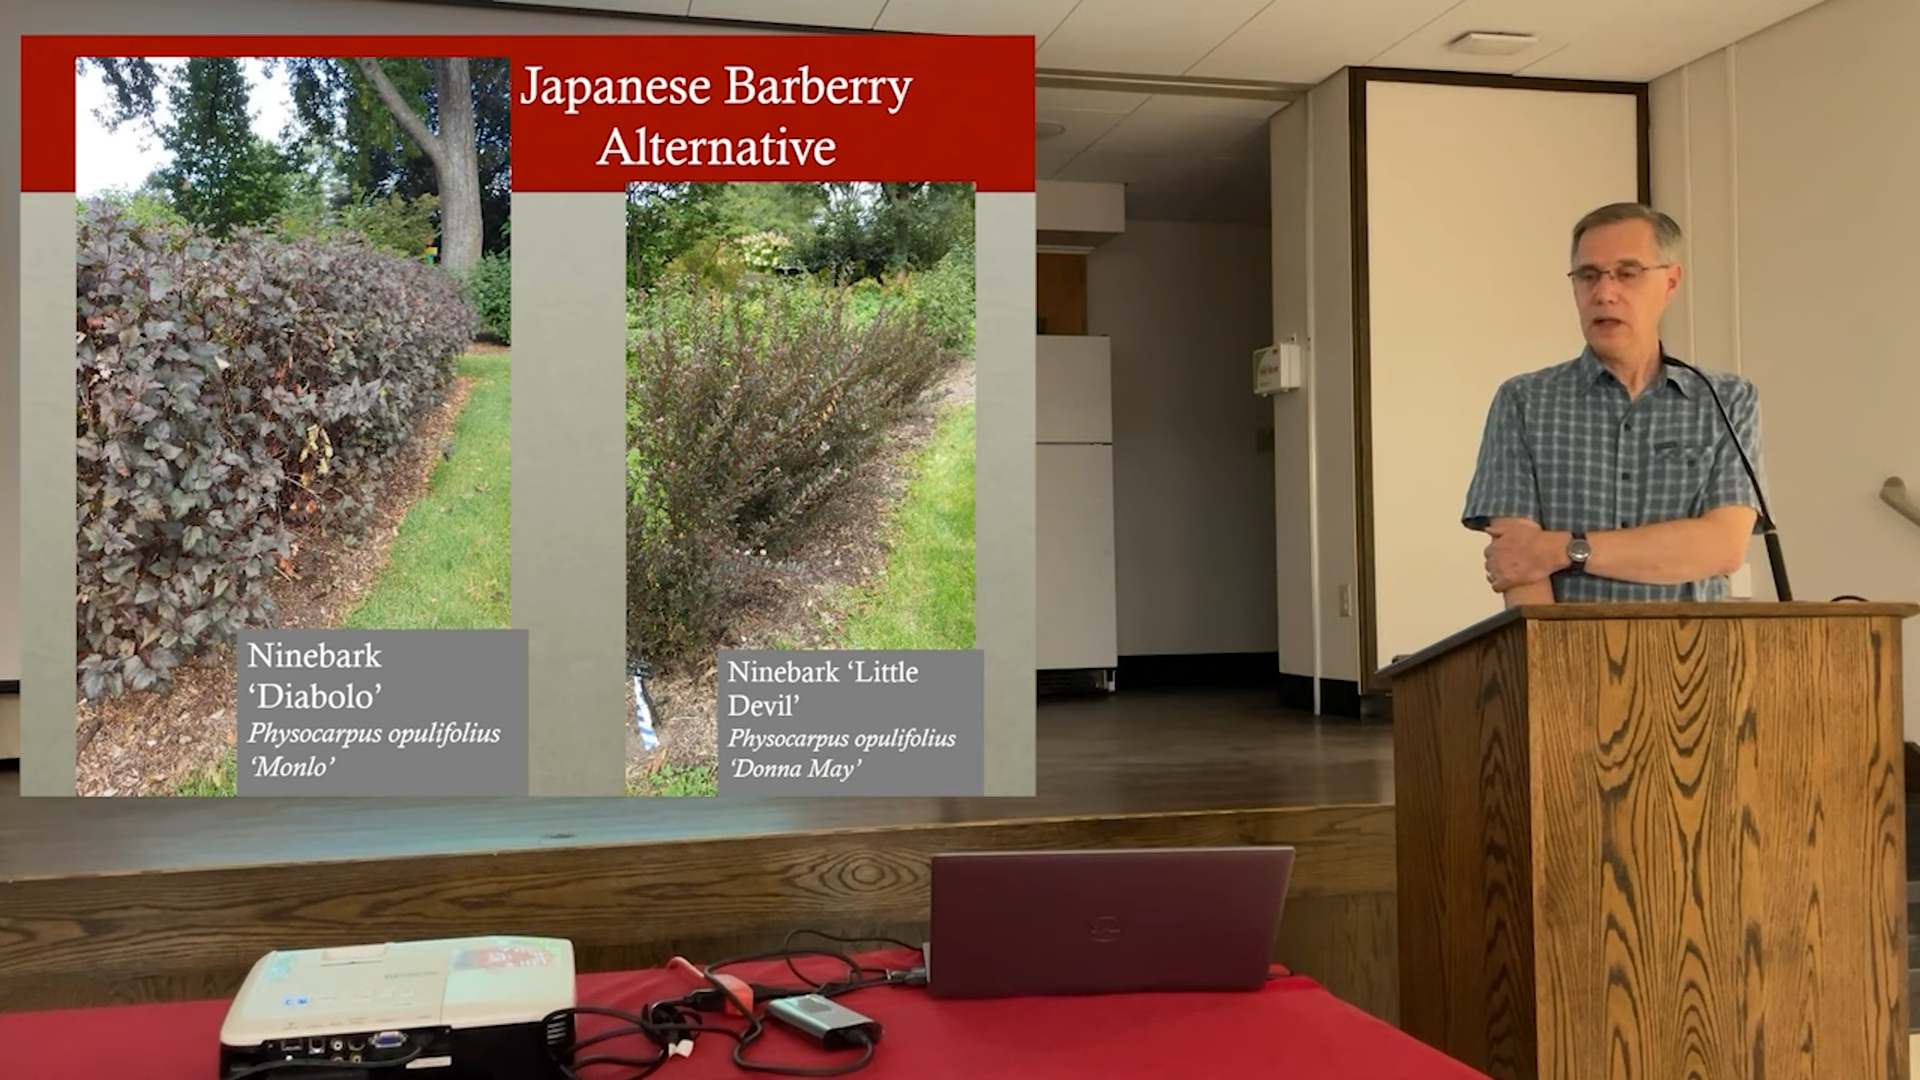 Japanese Barberry
Alternative
Ninebark
‘Diabolo’
Physocarpus opulifolius
‘Monlo’
Ninebark ‘Little
Devil’
Physocarpus opulifolius
‘Donna May’